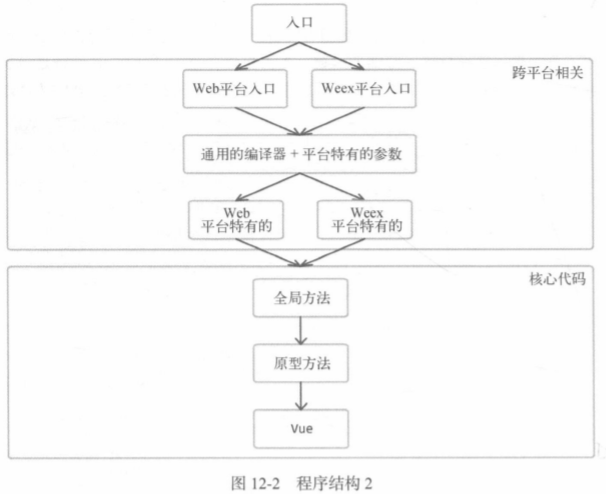 入口
跨平台相关
Web平台入口
Weex平台入口
通用的编译器 + 平台特有的参数
Web
平台特有的
Weex
平台特有的
核心代码
全局方法
原型方法
Vue
图 12-2 程序结构 2